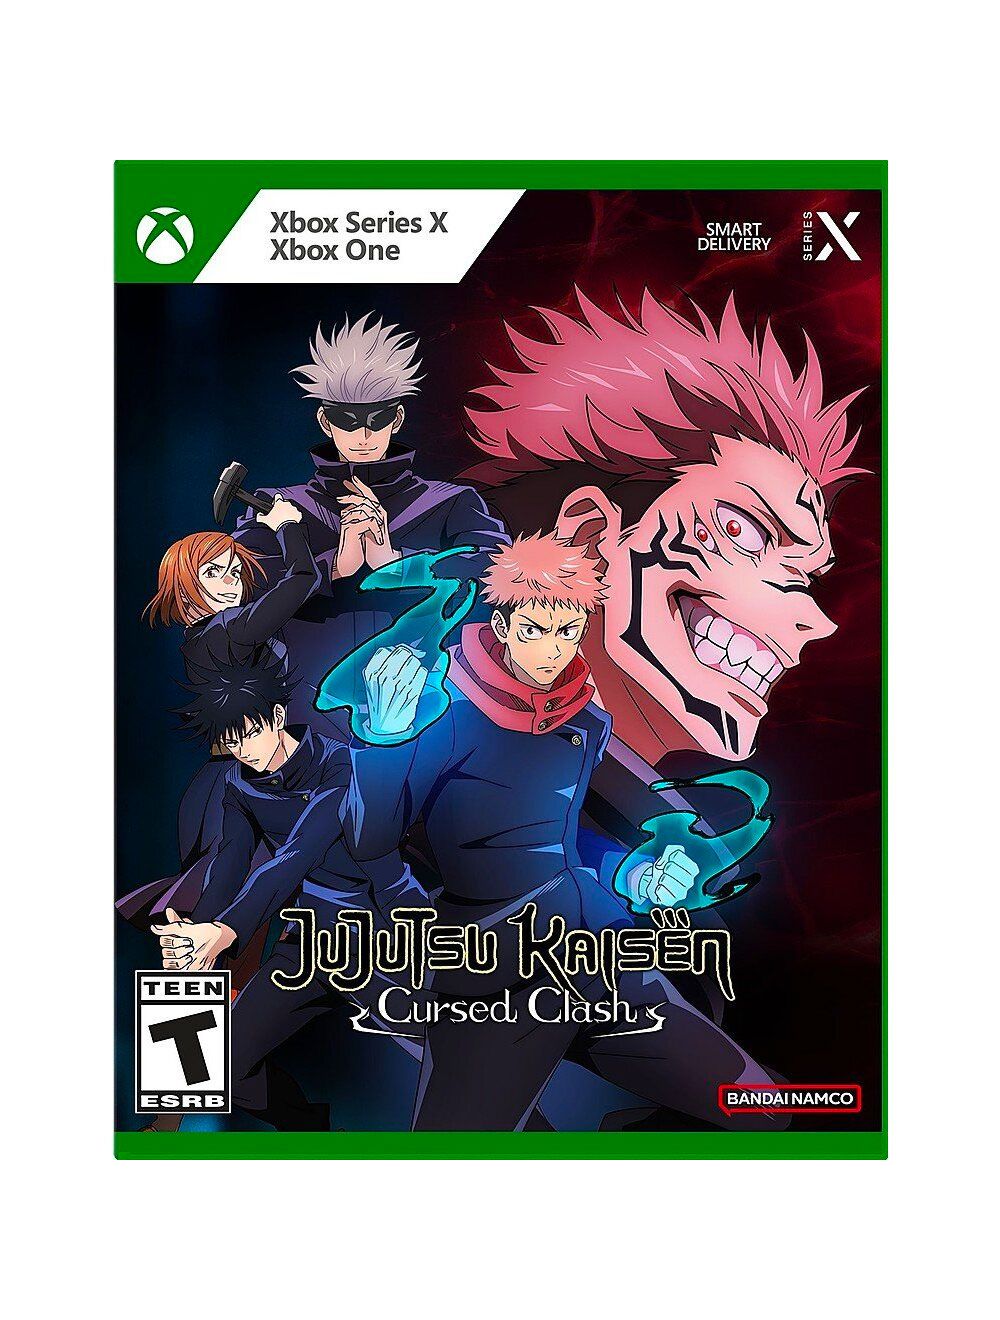 Xbox Series X
Xbox One
SMART
DELIVERY
SERIES
X
JUJUTSU KAISEN
Cursed Clash
TEEN
T
ESRB
BANDAI NAMCO